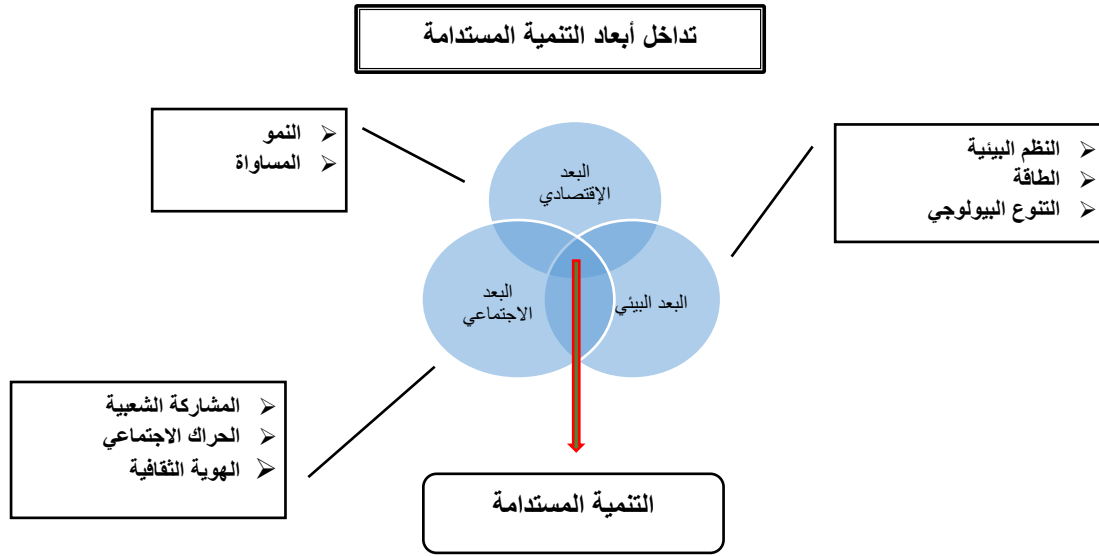 تداخل أبعاد التنمية المستدامة
النمو
المساواة
النظم البيئية
الطاقة
التنوع البيولوجي
البعد
الإقتصادي
البعد البيئي
البعد
الاجتماعي
المشاركة الشعبية
الحراك الاجتماعي
الهوية الثقافية
التنمية المستدامة